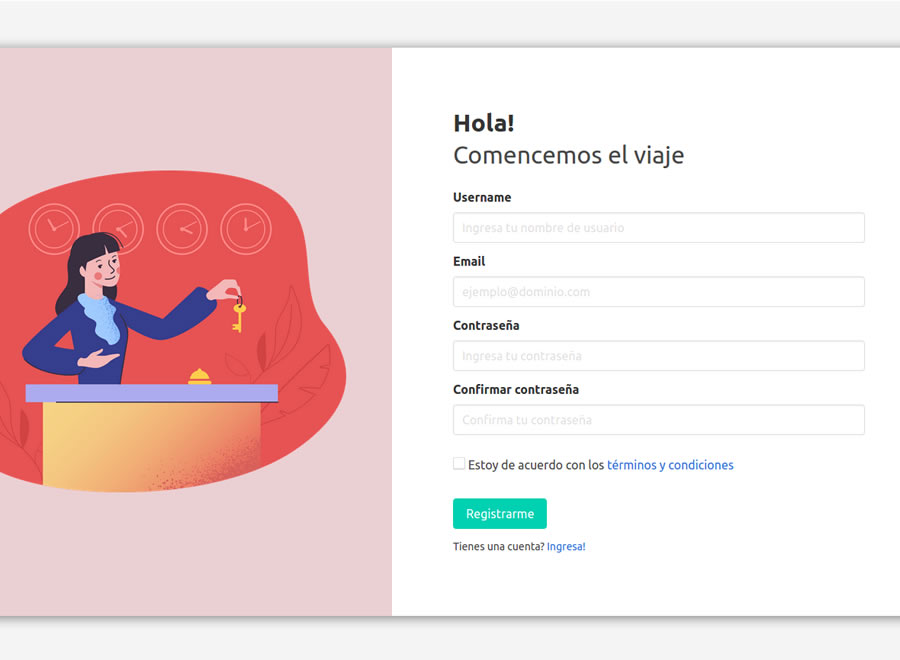 Hola!
Comencemos el viaje
Username
Ingresa tu nombre de usuario
Email
ejemplo@dominio.com
Contraseña
Ingresa tu contraseña
Confirmar contraseña
Confirma tu contraseña
Estoy de acuerdo con los términos y condiciones
Registrarme
Tienes una cuenta? Ingresa!